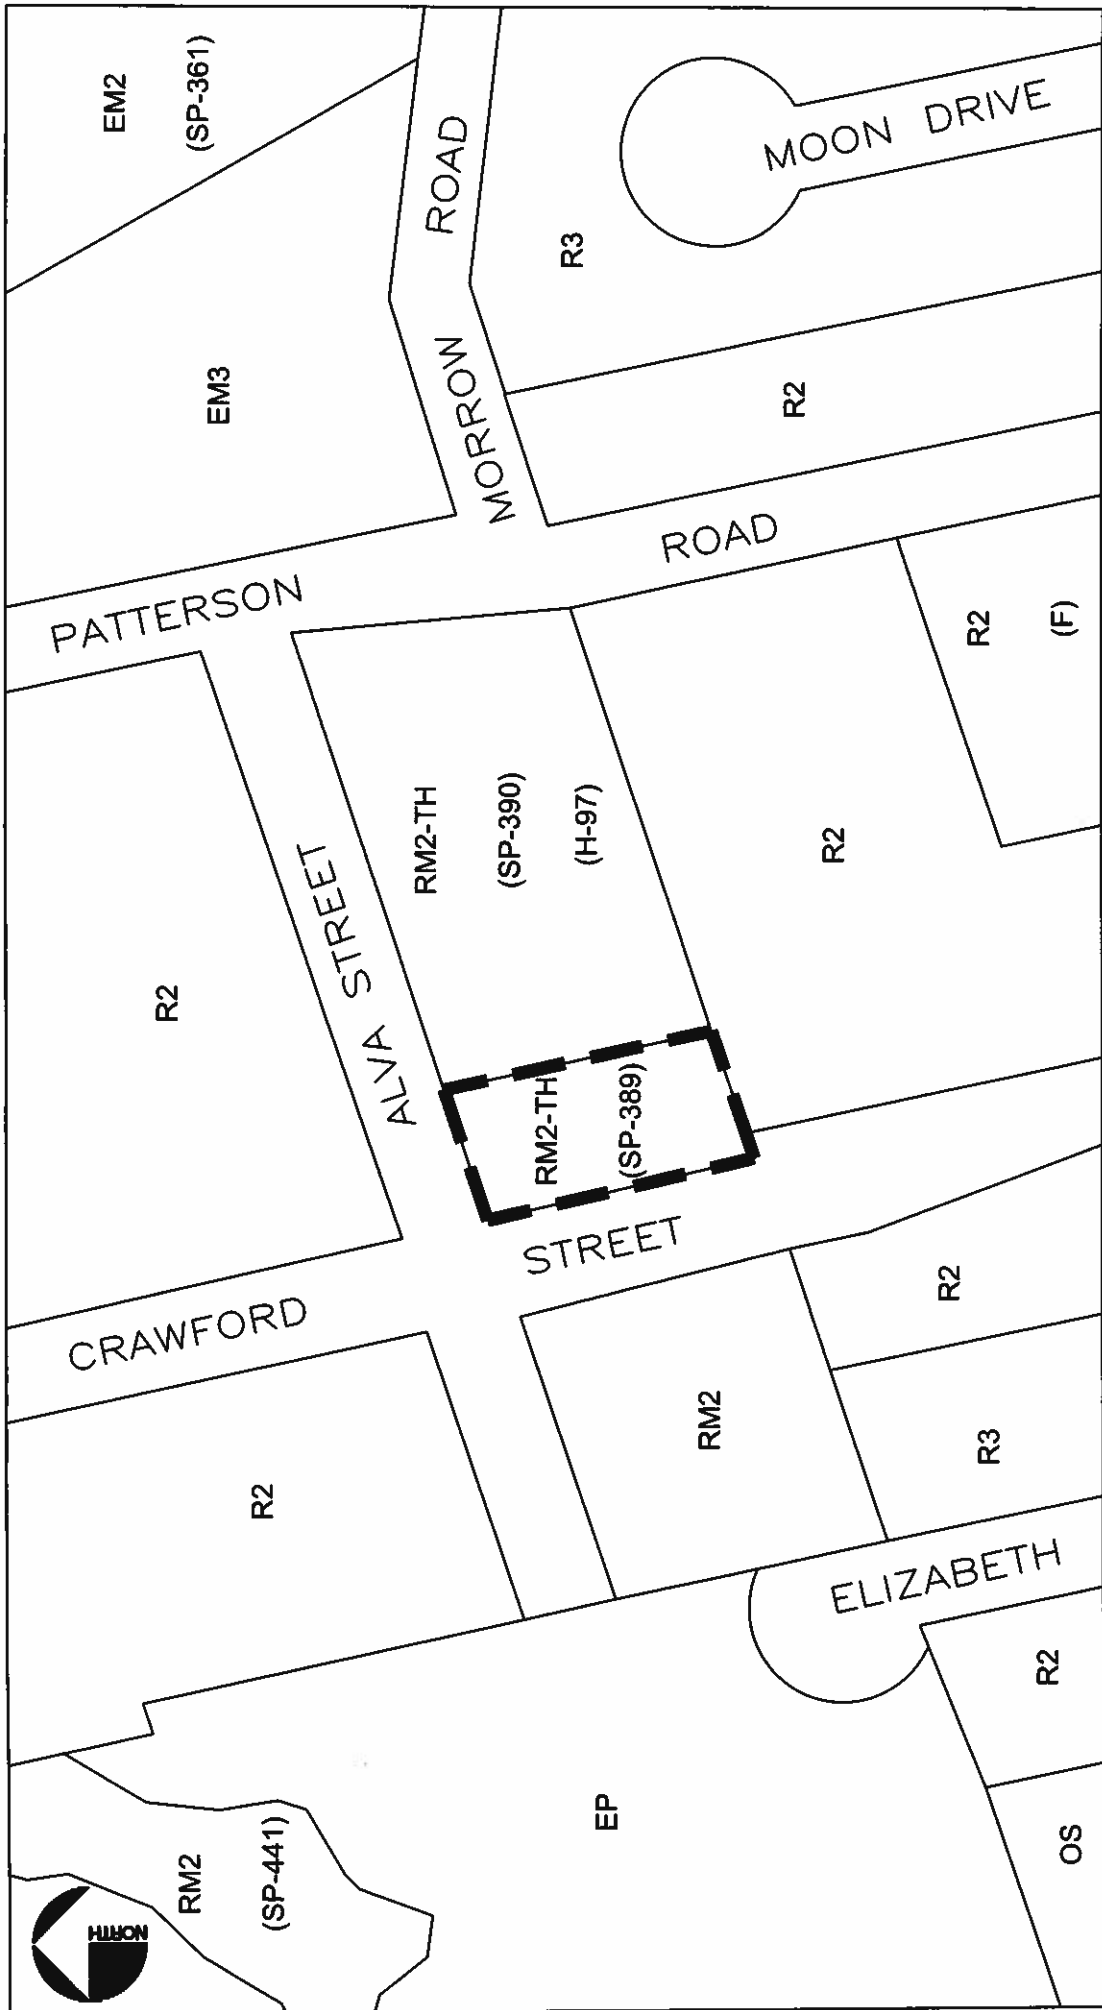 EM2
(SP-361)
EM3
MORROW ROAD
R3
MOON DRIVE
R2
PATTERSON ROAD
R2
ALVA STREET
RM2-TH
(SP-390)
(H-97)
R2
R2
(F)
RM2-TH
(SP-389)
CRAWFORD STREET
R2
RM2
R2
R3
ELIZABETH
R2
OS
EP
RM2
(SP-441)
NORTH